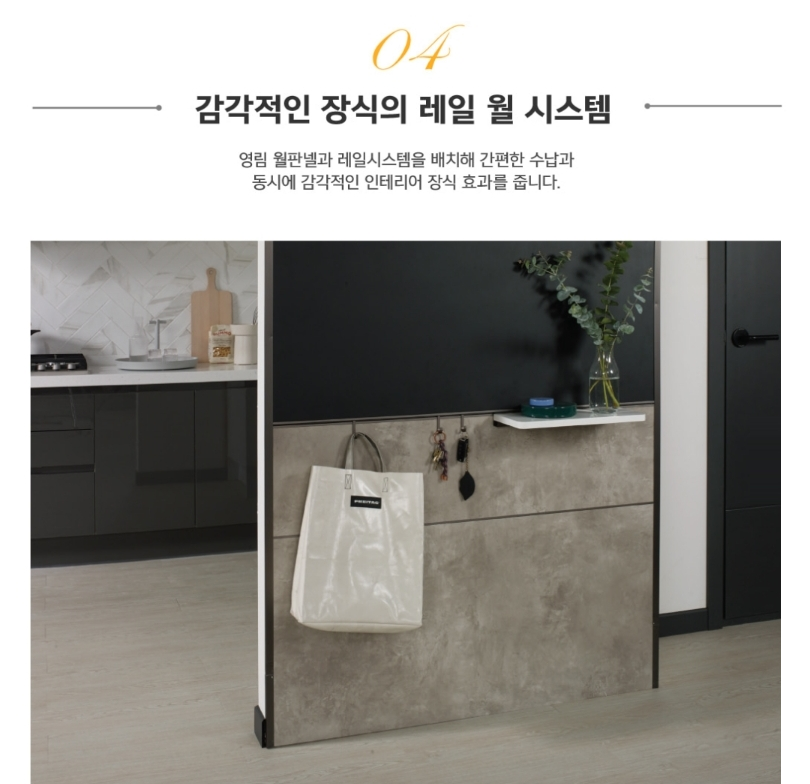 04
감각적인 장식의 레일 월 시스템
영림 월판넬과 레일시스템을 배치해 간편한 수납과
동시에 감각적인 인테리어 장식 효과를 줍니다.